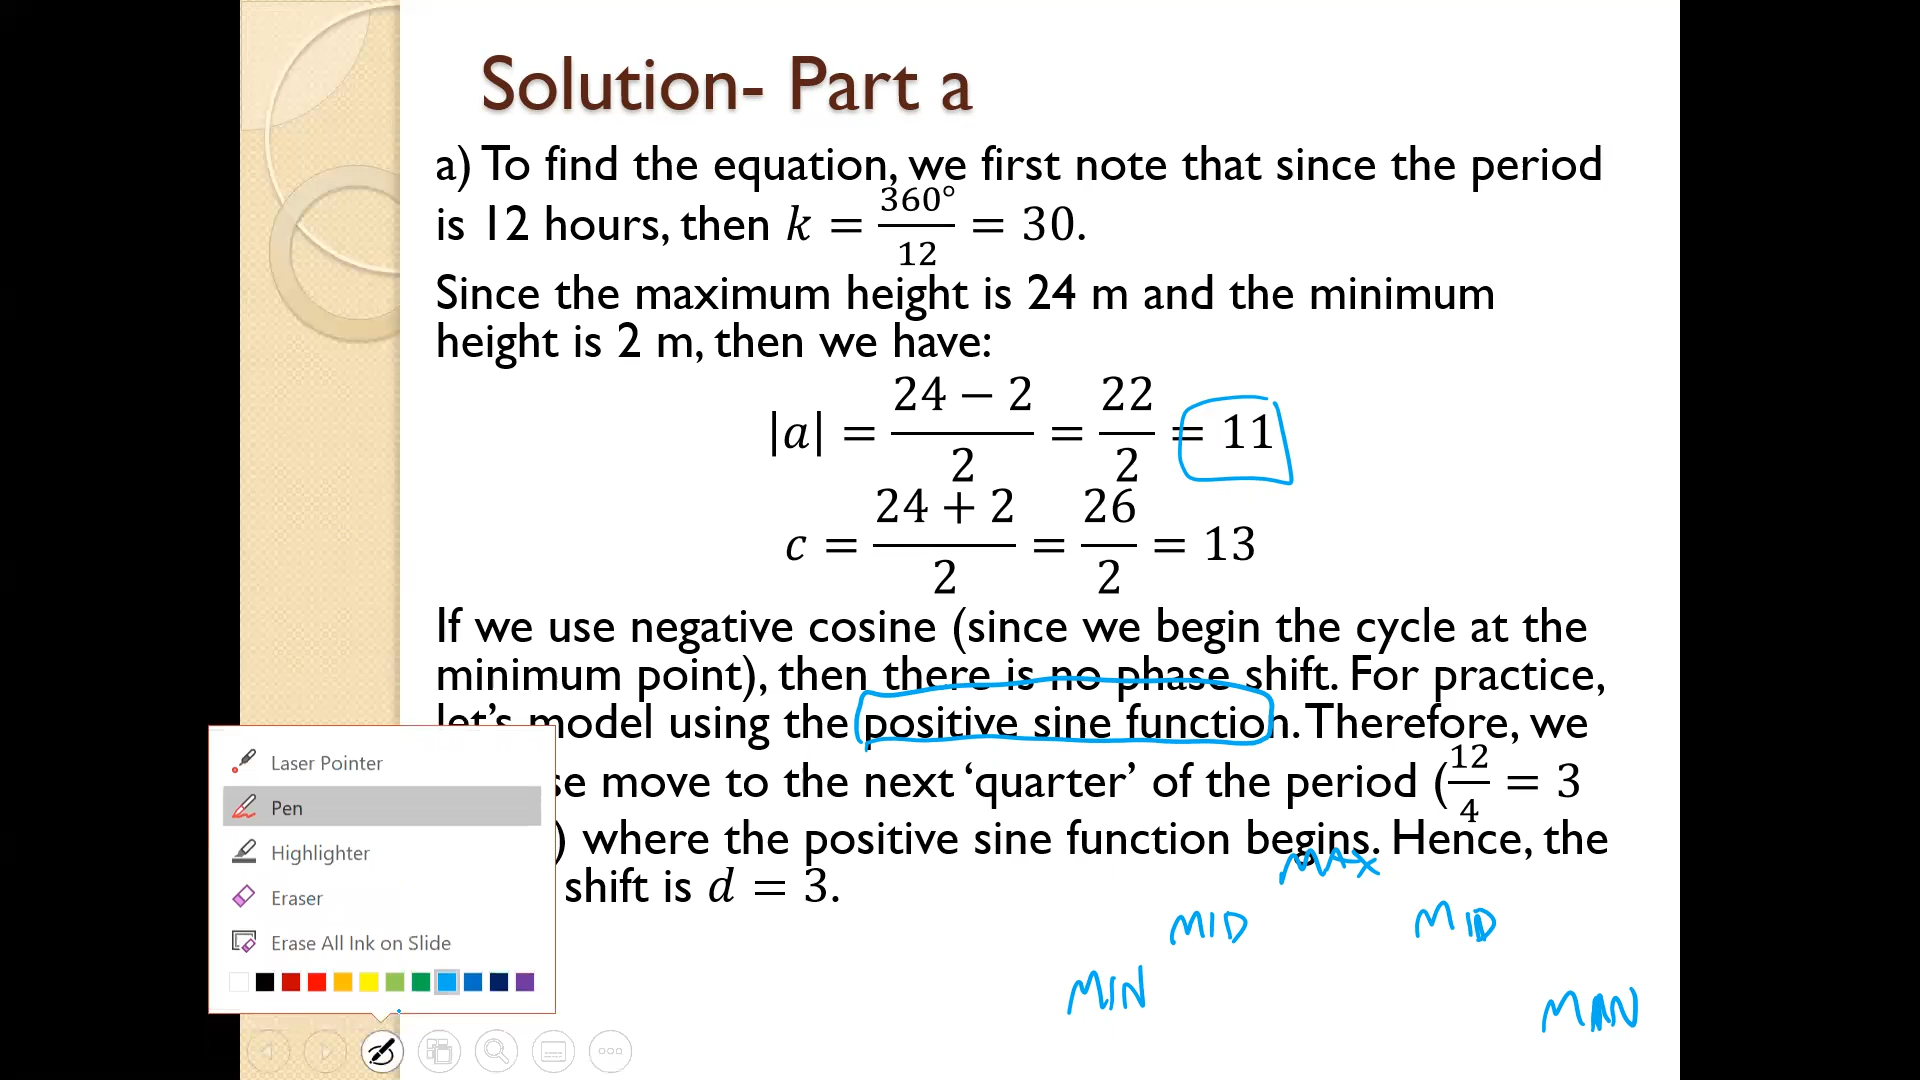 Solution- Part a
a) To find the equation, we first note that since the period
is 12 hours, then k = 360°/12 = 30.
Since the maximum height is 24 m and the minimum
height is 2 m, then we have:
|a| = (24 − 2)/2 = 22/2 = 11
c = (24 + 2)/2 = 26/2 = 13
If we use negative cosine (since we begin the cycle at the
minimum point), then there is no phase shift. For practice,
let's model using the positive sine function. Therefore, we
se move to the next ‘quarter’ of the period (12/4 = 3
) where the positive sine function begins. Hence, the
shift is d = 3.
MAX
MID
MID
MIN
Laser Pointer
Pen
Highlighter
Eraser
Erase All Ink on Slide